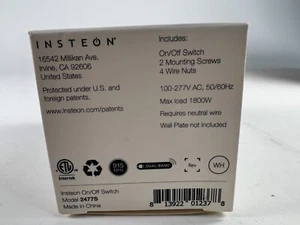 INSTEON®
16542 Millikan Ave.
Irvine, CA 92606
United States
Protected under U.S. and
foreign patents.
www.insteon.com/patents
Includes:
On/Off Switch
2 Mounting Screws
4 Wire Nuts
100-277V AC, 50/60Hz
Max load 1800W
Requires neutral wire
Wall Plate not included
Intertek
915
DUAL-BAND
Rev
WH
Insteon On/Off Switch
Model 2477S
Made in China
8 13922 01237 8